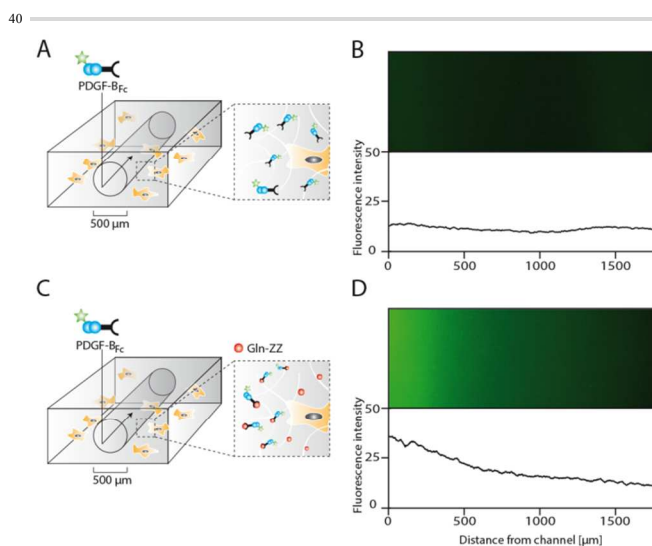 40
A
PDGF-BFc
500 µm
B
Fluorescence intensity
50
25
0
0 500 1000 1500
C
PDGF-BFc
Gln-ZZ
500 µm
D
Fluorescence intensity
50
25
0
0 500 1000 1500
Distance from channel [µm]